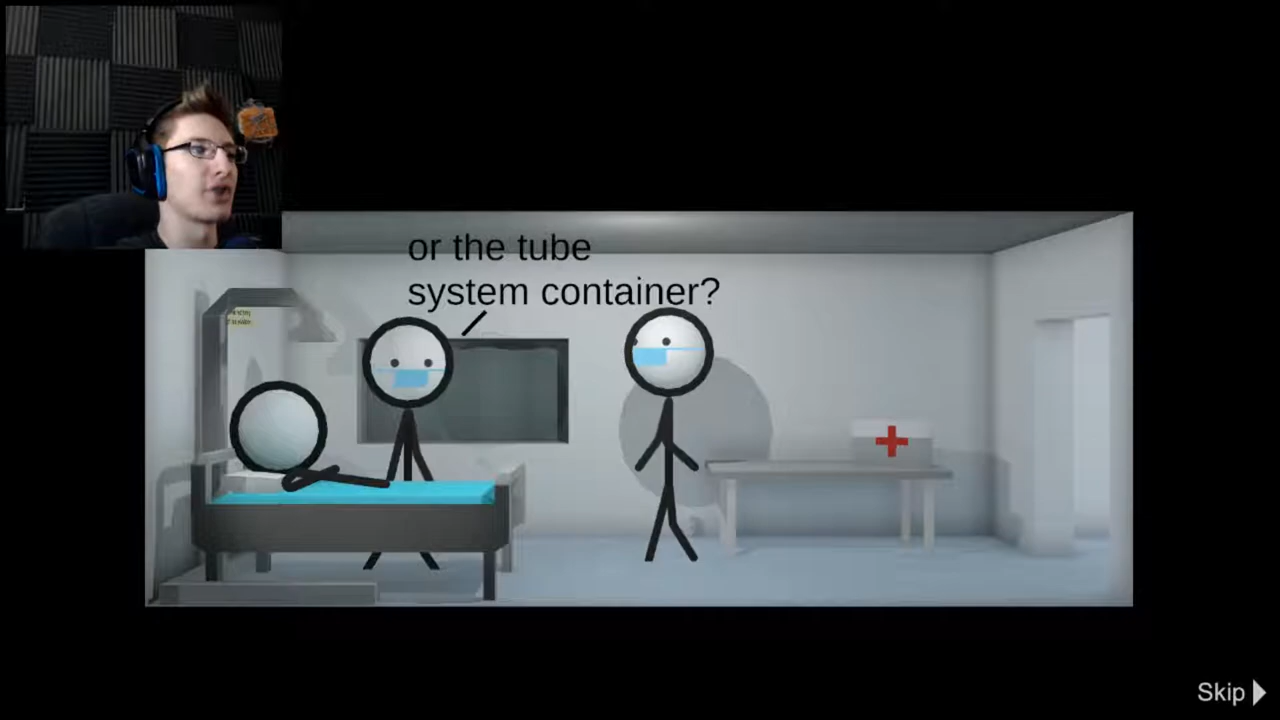 or the tube
system container?
Skip